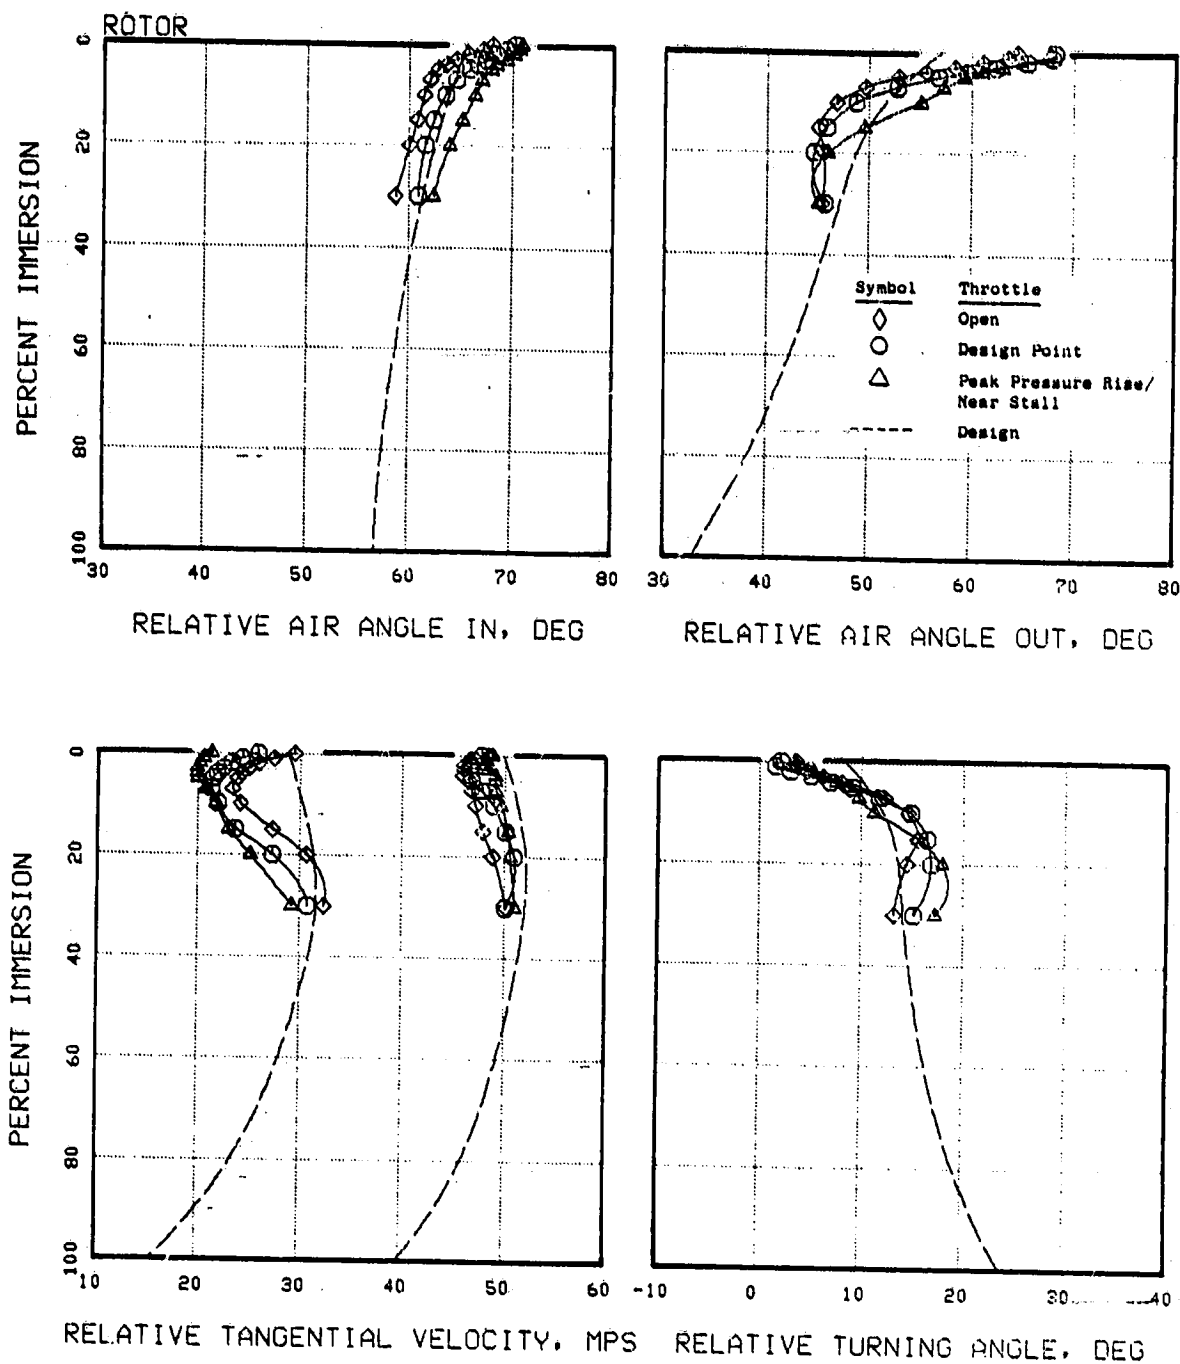 ROTOR
PERCENT IMMERSION
0
20
40
60
80
100
30 40 50 60 70 80
RELATIVE AIR ANGLE IN, DEG
Symbol Throttle
Open
Design Point
Peak Pressure Rise/
Near Stall
Design
30 40 50 60 70 80
RELATIVE AIR ANGLE OUT, DEG
PERCENT IMMERSION
0
20
40
60
80
100
10 20 30 40 50 60
RELATIVE TANGENTIAL VELOCITY, MPS
-10 0 10 20 30 40
RELATIVE TURNING ANGLE, DEG